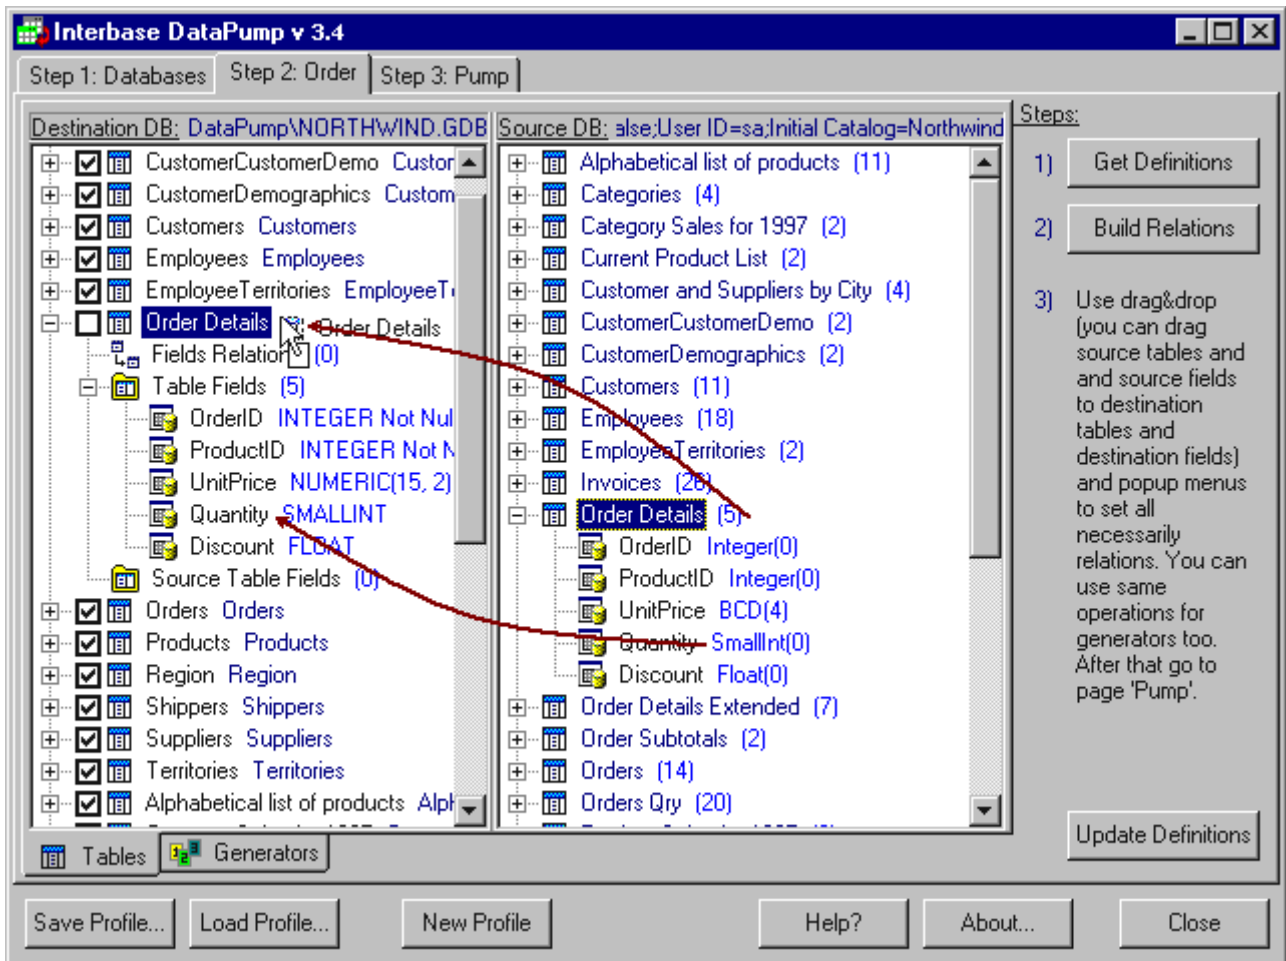 Interbase DataPump v 3.4
Step 1: Databases
Step 2: Order
Step 3: Pump
Destination DB: DataPump\NORTHWIND.GDB
CustomerCustomerDemo Custor
CustomerDemographics Custom
Customers Customers
Employees Employees
EmployeeTerritories EmployeeT
Order Details Order Details
Fields Relation (0)
Table Fields (5)
OrderID INTEGER Not Nul
ProductID INTEGER Not N
UnitPrice NUMERIC(15, 2)
Quantity SMALLINT
Discount FLOAT
Source Table Fields (0)
Orders Orders
Products Products
Region Region
Shippers Shippers
Suppliers Suppliers
Territories Territories
Alphabetical list of products Alph
Source DB: alse;User ID=sa;Initial Catalog=Northwind
Alphabetical list of products (11)
Categories (4)
Category Sales for 1997 (2)
Current Product List (2)
Customer and Suppliers by City (4)
CustomerCustomerDemo (2)
CustomerDemographics (2)
Customers (11)
Employees (18)
EmployeeTerritories (2)
Invoices (26)
Order Details (5)
OrderID Integer(0)
ProductID Integer(0)
UnitPrice BCD(4)
Quantity SmallInt(0)
Discount Float(0)
Order Details Extended (7)
Order Subtotals (2)
Orders (14)
Orders Qry (20)
Steps:
1) Get Definitions
2) Build Relations
3) Use drag&drop
(you can drag
source tables and
and source fields
to destination
tables and
destination fields)
and popup menus
to set all
necessarily
relations. You can
use same
operations for
generators too.
After that go to
page 'Pump'.
Update Definitions
Tables
Generators
Save Profile...
Load Profile...
New Profile
Help?
About...
Close